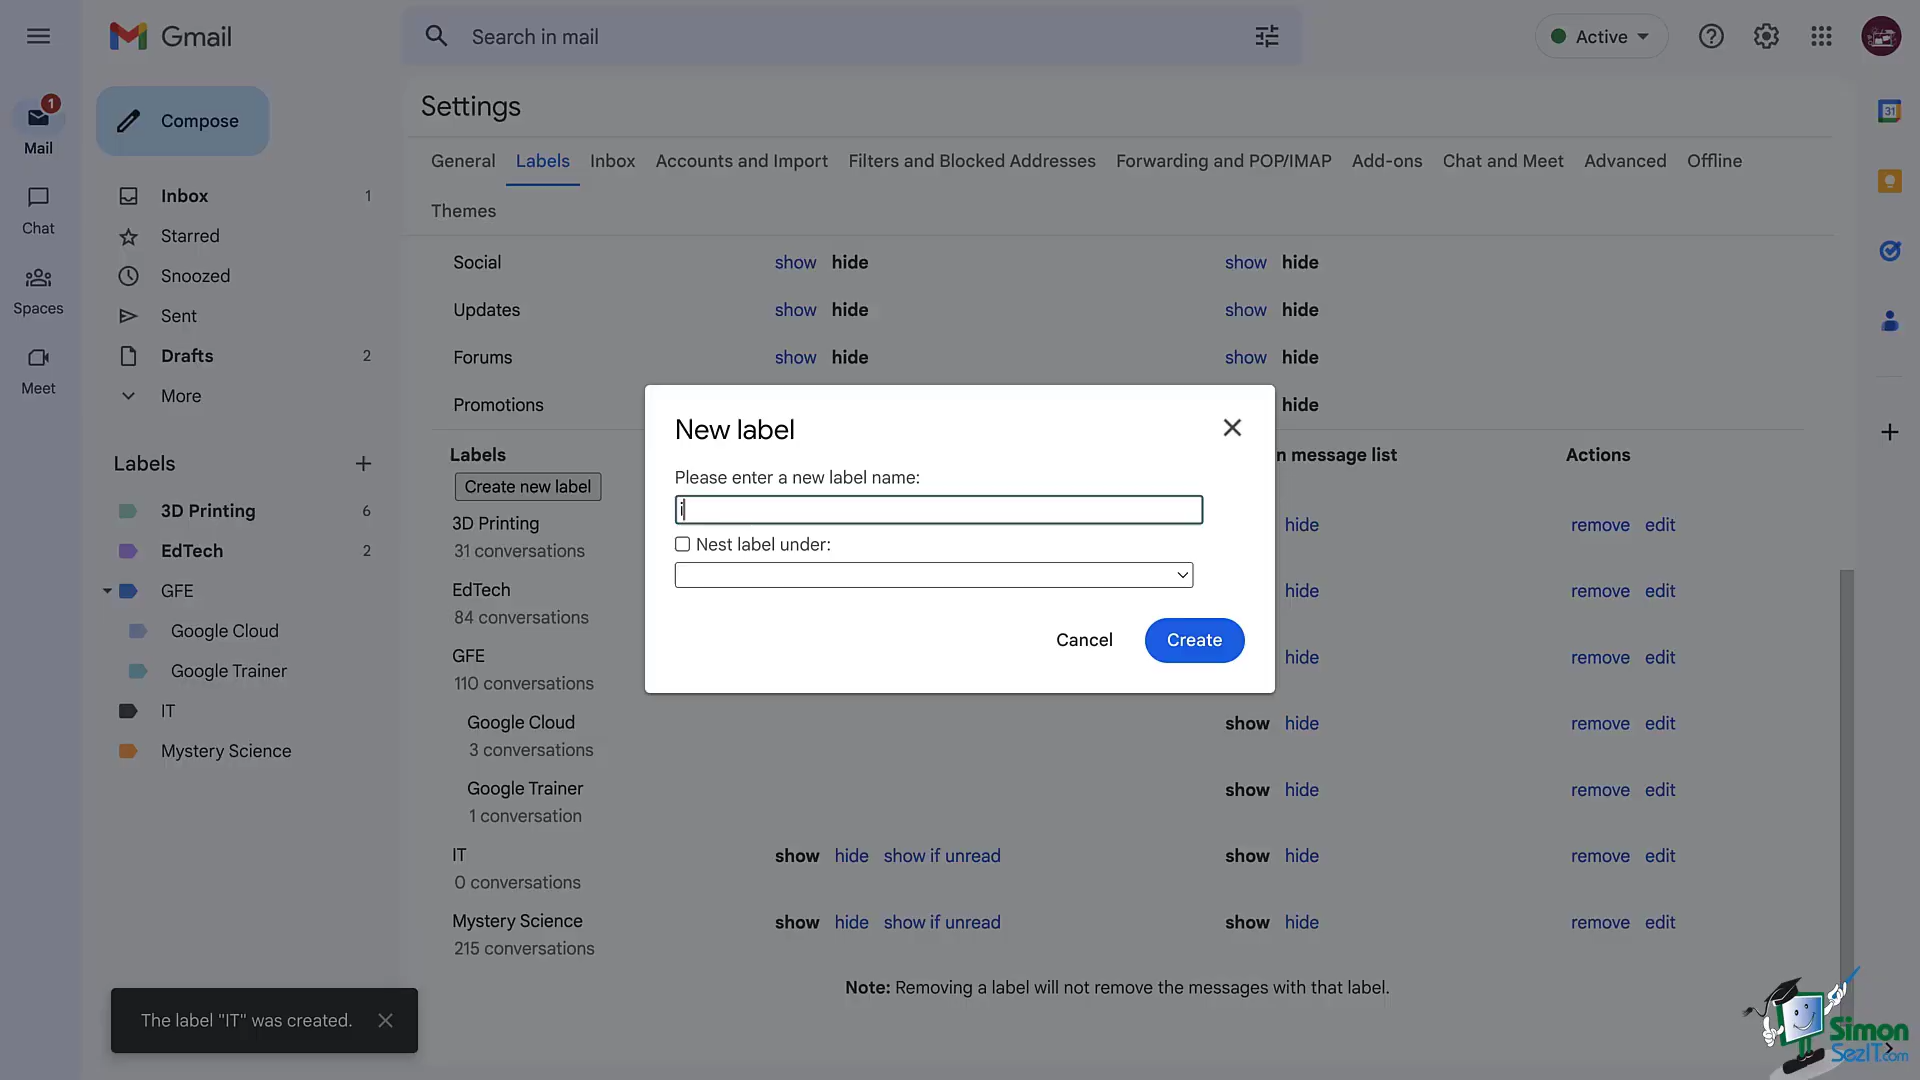 Gmail
Search in mail
Active
1
Mail
Chat
Spaces
Meet
Compose
Inbox 1
Starred
Snoozed
Sent
Drafts 2
More
Labels
3D Printing 6
EdTech 2
GFE
Google Cloud
Google Trainer
IT
Mystery Science
Settings
General Labels Inbox Accounts and Import Filters and Blocked Addresses Forwarding and POP/IMAP Add-ons Chat and Meet Advanced Offline
Themes
Social show hide show hide
Updates show hide show hide
Forums show hide show hide
Promotions hide
Labels n message list Actions
Create new label
3D Printing hide remove edit
31 conversations
EdTech hide remove edit
84 conversations
GFE hide remove edit
110 conversations
Google Cloud show hide remove edit
3 conversations
Google Trainer show hide remove edit
1 conversation
IT show hide show if unread show hide remove edit
0 conversations
Mystery Science show hide show if unread show hide remove edit
215 conversations
Note: Removing a label will not remove the messages with that label.
New label
Please enter a new label name:
i
Nest label under:
Cancel Create
The label "IT" was created.
31
Simon
SezIT.com